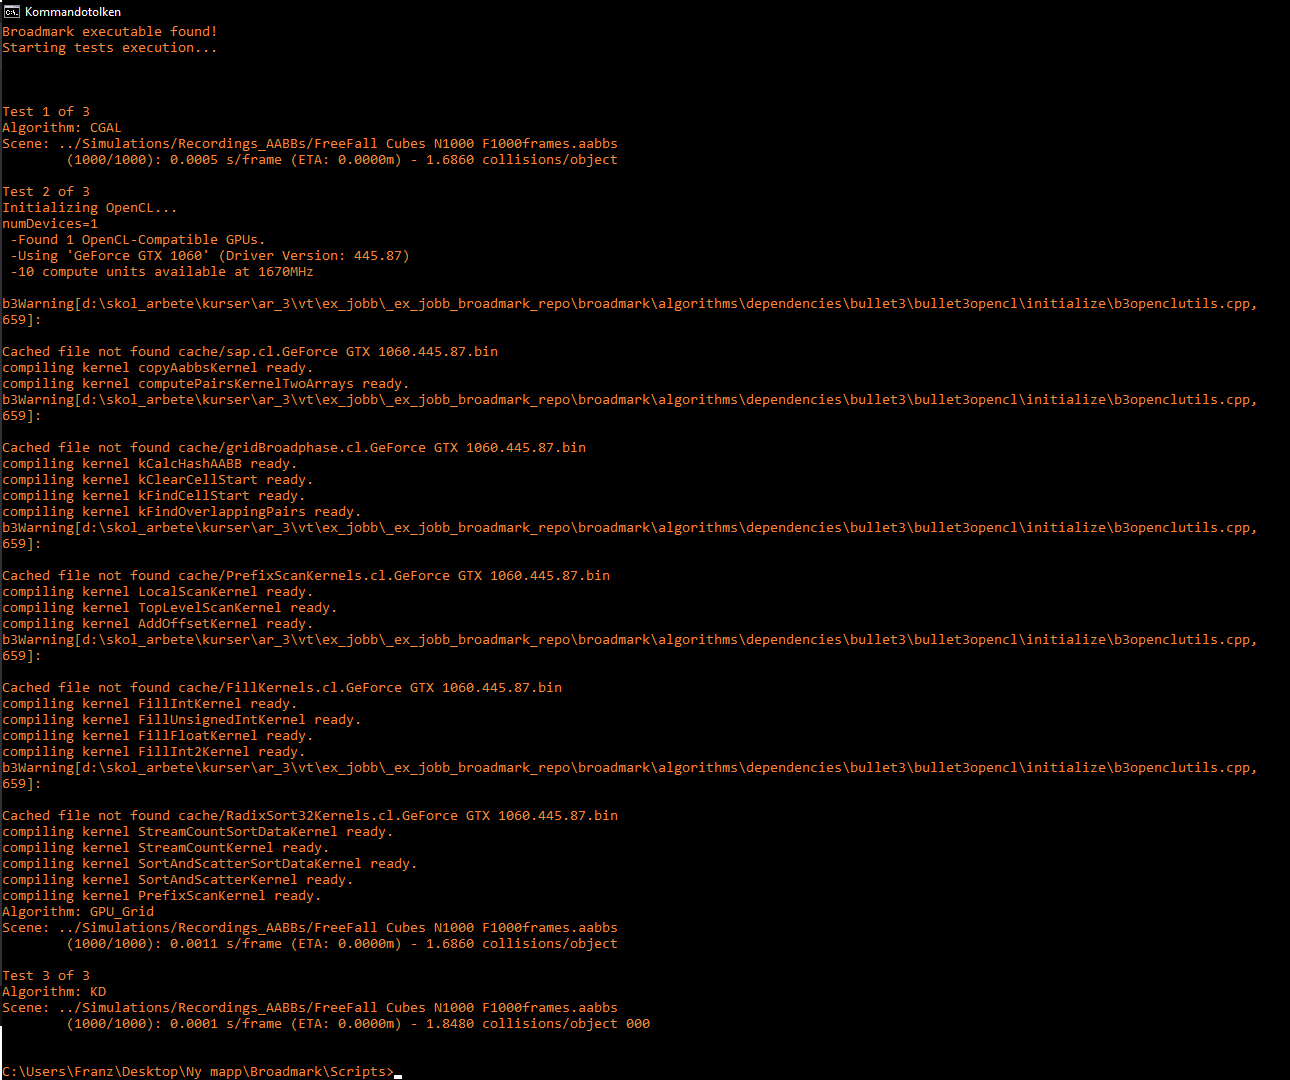 Kommandotolken
Broadmark executable found!
Starting tests execution...
Test 1 of 3
Algorithm: CGAL
Scene: ../Simulations/Recordings_AABBs/FreeFall Cubes N1000 F1000frames.aabbs
(1000/1000): 0.0005 s/frame (ETA: 0.0000m) - 1.6860 collisions/object
Test 2 of 3
Initializing OpenCL...
numDevices=1
-Found 1 OpenCL-Compatible GPUs.
-Using 'GeForce GTX 1060' (Driver Version: 445.87)
-10 compute units available at 1670MHz
b3Warning[d:\skol_arbete\kurser\ar_3\vt\ex_jobb\_ex_jobb_broadmark_repo\broadmark\algorithms\dependencies\bullet3\bullet3opencl\initialize\b3openclutils.cpp,
659]:
Cached file not found cache/sap.cl.GeForce GTX 1060.445.87.bin
compiling kernel copyAabbsKernel ready.
compiling kernel computePairsKernelTwoArrays ready.
b3Warning[d:\skol_arbete\kurser\ar_3\vt\ex_jobb\_ex_jobb_broadmark_repo\broadmark\algorithms\dependencies\bullet3\bullet3opencl\initialize\b3openclutils.cpp,
659]:
Cached file not found cache/gridBroadphase.cl.GeForce GTX 1060.445.87.bin
compiling kernel kCalcHashAABB ready.
compiling kernel kClearCellStart ready.
compiling kernel kFindCellStart ready.
compiling kernel kFindOverlappingPairs ready.
b3Warning[d:\skol_arbete\kurser\ar_3\vt\ex_jobb\_ex_jobb_broadmark_repo\broadmark\algorithms\dependencies\bullet3\bullet3opencl\initialize\b3openclutils.cpp,
659]:
Cached file not found cache/PrefixScanKernels.cl.GeForce GTX 1060.445.87.bin
compiling kernel LocalScanKernel ready.
compiling kernel TopLevelScanKernel ready.
compiling kernel AddOffsetKernel ready.
b3Warning[d:\skol_arbete\kurser\ar_3\vt\ex_jobb\_ex_jobb_broadmark_repo\broadmark\algorithms\dependencies\bullet3\bullet3opencl\initialize\b3openclutils.cpp,
659]:
Cached file not found cache/FillKernels.cl.GeForce GTX 1060.445.87.bin
compiling kernel FillIntKernel ready.
compiling kernel FillUnsignedIntKernel ready.
compiling kernel FillFloatKernel ready.
compiling kernel FillInt2Kernel ready.
b3Warning[d:\skol_arbete\kurser\ar_3\vt\ex_jobb\_ex_jobb_broadmark_repo\broadmark\algorithms\dependencies\bullet3\bullet3opencl\initialize\b3openclutils.cpp,
659]:
Cached file not found cache/RadixSort32Kernels.cl.GeForce GTX 1060.445.87.bin
compiling kernel StreamCountSortDataKernel ready.
compiling kernel StreamCountKernel ready.
compiling kernel SortAndScatterSortDataKernel ready.
compiling kernel SortAndScatterKernel ready.
compiling kernel PrefixScanKernel ready.
Algorithm: GPU_Grid
Scene: ../Simulations/Recordings_AABBs/FreeFall Cubes N1000 F1000frames.aabbs
(1000/1000): 0.0011 s/frame (ETA: 0.0000m) - 1.6860 collisions/object
Test 3 of 3
Algorithm: KD
Scene: ../Simulations/Recordings_AABBs/FreeFall Cubes N1000 F1000frames.aabbs
(1000/1000): 0.0001 s/frame (ETA: 0.0000m) - 1.8480 collisions/object 000
C:\Users\Franz\Desktop\Ny mapp\Broadmark\Scripts>